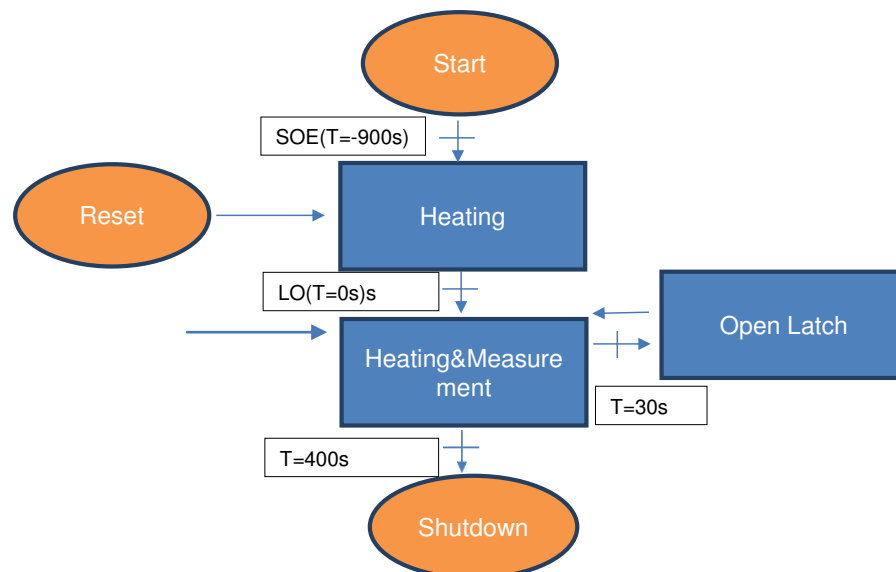 Start
SOE(T=-900s)
Reset
Heating
LO(T=0s)s
Open Latch
Heating&Measure
ment
T=30s
T=400s
Shutdown